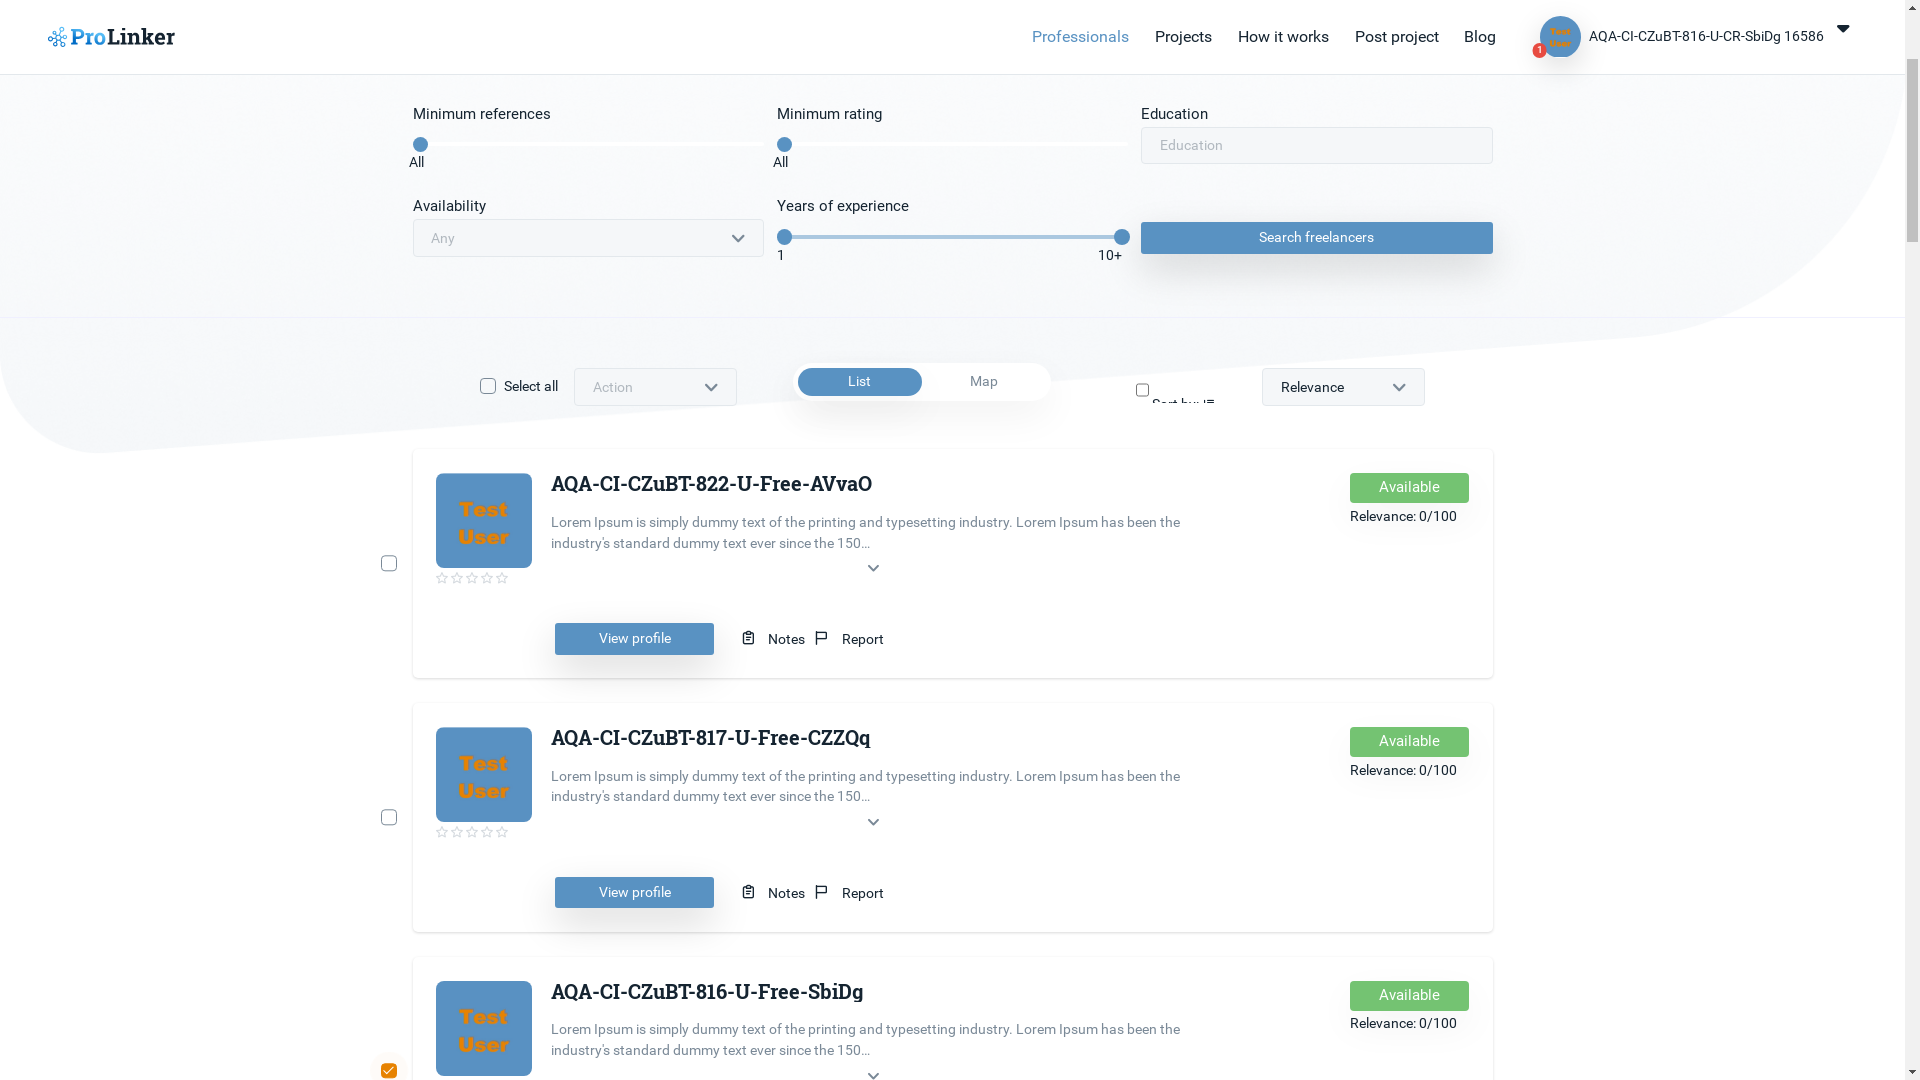 ProLinker
Professionals
Projects
How it works
Post project
Blog
Test
User
1
AQA-CI-CZuBT-816-U-CR-SbiDg 16586
Minimum references
All
Minimum rating
All
Education
Education
Availability
Any
Years of experience
1
10+
Search freelancers
Select all
Action
List
Map
Sort by:
Relevance
Test
User
AQA-CI-CZuBT-822-U-Free-AVvaO
Lorem Ipsum is simply dummy text of the printing and typesetting industry. Lorem Ipsum has been the
industry's standard dummy text ever since the 150...
Available
Relevance: 0/100
View profile
Notes
Report
Test
User
AQA-CI-CZuBT-817-U-Free-CZZQq
Lorem Ipsum is simply dummy text of the printing and typesetting industry. Lorem Ipsum has been the
industry's standard dummy text ever since the 150...
Available
Relevance: 0/100
View profile
Notes
Report
Test
User
AQA-CI-CZuBT-816-U-Free-SbiDg
Lorem Ipsum is simply dummy text of the printing and typesetting industry. Lorem Ipsum has been the
industry's standard dummy text ever since the 150...
Available
Relevance: 0/100